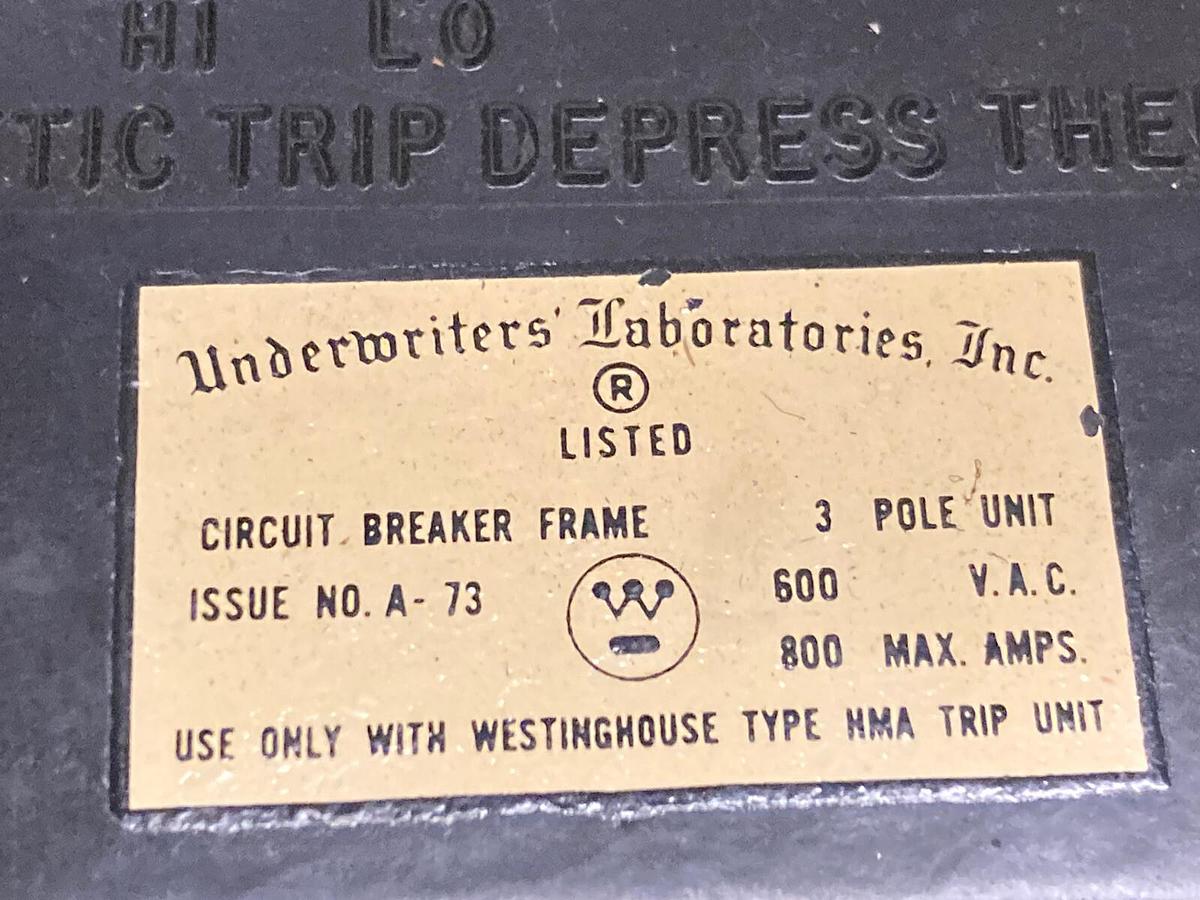 HI LO
TIC TRIP DEPRESS THE
Underwriters' Laboratories, Inc.
®
LISTED
CIRCUIT BREAKER FRAME 3 POLE UNIT
ISSUE NO. A-73 600 V.A.C.
800 MAX. AMPS.
USE ONLY WITH WESTINGHOUSE TYPE HMA TRIP UNIT